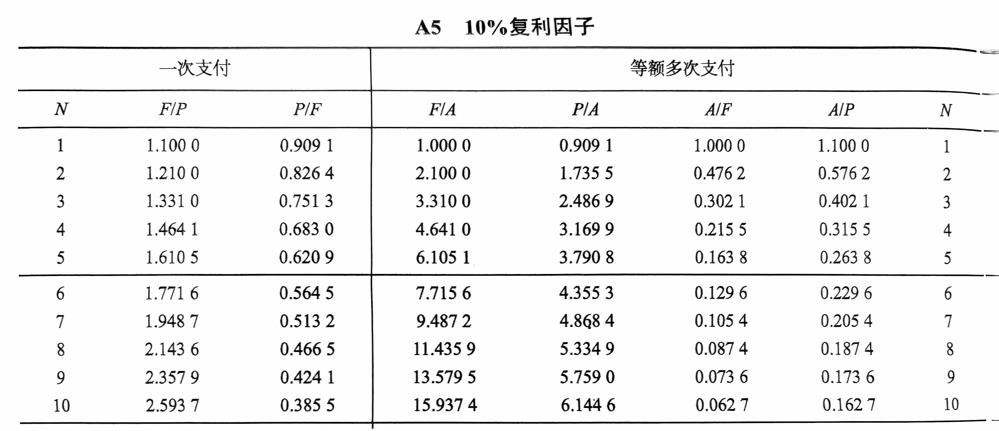 A5 10%复利因子
一次支付 等额多次支付
N F/P P/F F/A P/A A/F A/P N
1 1.100 0 0.909 1 1.000 0 0.909 1 1.000 0 1.100 0 1
2 1.210 0 0.826 4 2.100 0 1.735 5 0.476 2 0.576 2 2
3 1.331 0 0.751 3 3.310 0 2.486 9 0.302 1 0.402 1 3
4 1.464 1 0.683 0 4.641 0 3.169 9 0.215 5 0.315 5 4
5 1.610 5 0.620 9 6.105 1 3.790 8 0.163 8 0.263 8 5
6 1.771 6 0.564 5 7.715 6 4.355 3 0.129 6 0.229 6 6
7 1.948 7 0.513 2 9.487 2 4.868 4 0.105 4 0.205 4 7
8 2.143 6 0.466 5 11.435 9 5.334 9 0.087 4 0.187 4 8
9 2.357 9 0.424 1 13.579 5 5.759 0 0.073 6 0.173 6 9
10 2.593 7 0.385 5 15.937 4 6.144 6 0.062 7 0.162 7 10